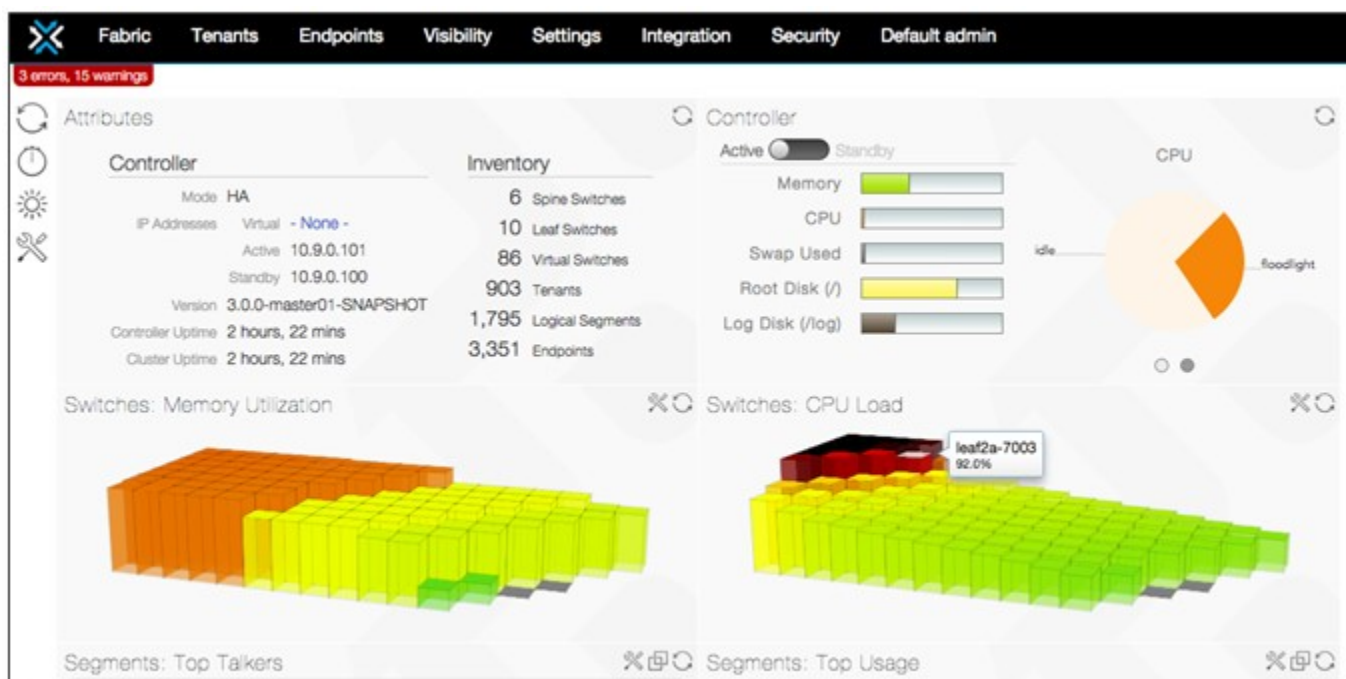 Fabric Tenants Endpoints Visibility Settings Integration Security Default admin
3 errors, 15 warnings
Attributes
Controller
Mode HA
IP Addresses Virtual - None -
Active 10.9.0.101
Standby 10.9.0.100
Version 3.0.0-master01-SNAPSHOT
Controller Uptime 2 hours, 22 mins
Cluster Uptime 2 hours, 22 mins
Inventory
6 Spine Switches
10 Leaf Switches
86 Virtual Switches
903 Tenants
1,795 Logical Segments
3,351 Endpoints
Controller
Active Standby
Memory
CPU
Swap Used
Root Disk (/)
Log Disk (/log)
CPU
idle
floodlight
Switches: Memory Utilization
Switches: CPU Load
leaf2a-7003
92.0%
Segments: Top Talkers
Segments: Top Usage